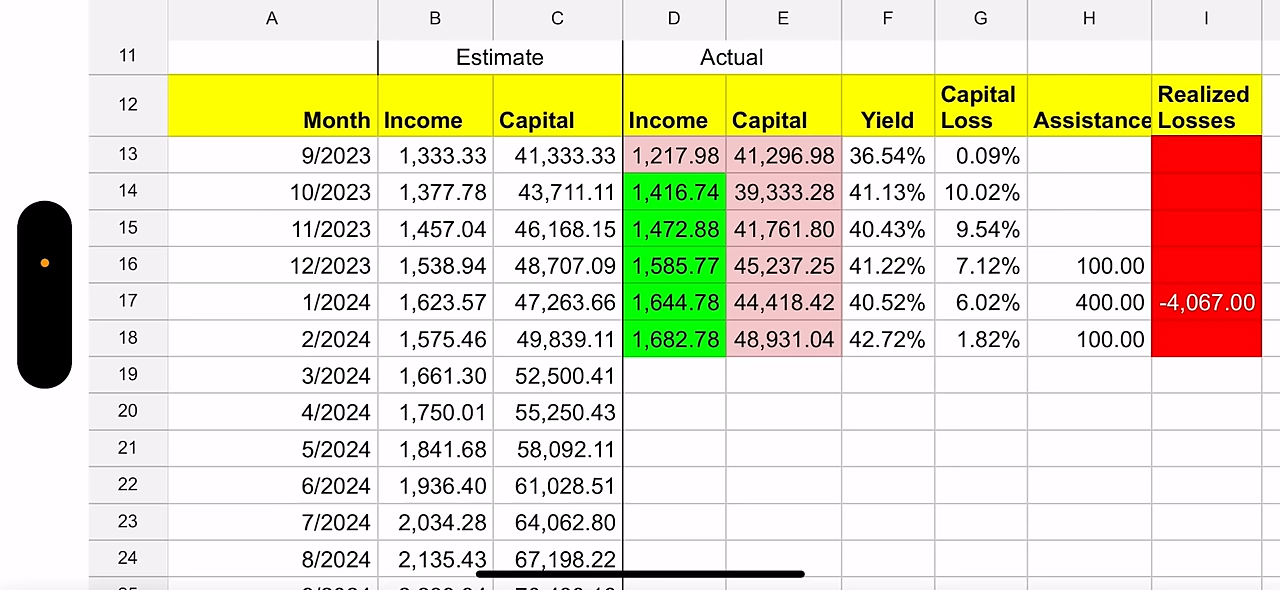 A B C D E F G H I
11 Estimate Actual
12 Month Income Capital Income Capital Yield Capital Loss Assistance Realized Losses
13 9/2023 1,333.33 41,333.33 1,217.98 41,296.98 36.54% 0.09%
14 10/2023 1,377.78 43,711.11 1,416.74 39,333.28 41.13% 10.02%
15 11/2023 1,457.04 46,168.15 1,472.88 41,761.80 40.43% 9.54%
16 12/2023 1,538.94 48,707.09 1,585.77 45,237.25 41.22% 7.12% 100.00
17 1/2024 1,623.57 47,263.66 1,644.78 44,418.42 40.52% 6.02% 400.00 -4,067.00
18 2/2024 1,575.46 49,839.11 1,682.78 48,931.04 42.72% 1.82% 100.00
19 3/2024 1,661.30 52,500.41
20 4/2024 1,750.01 55,250.43
21 5/2024 1,841.68 58,092.11
22 6/2024 1,936.40 61,028.51
23 7/2024 2,034.28 64,062.80
24 8/2024 2,135.43 67,198.22